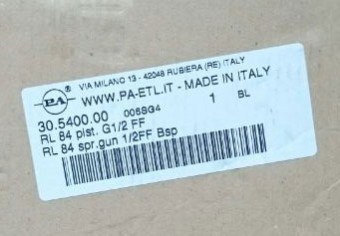 VIA MILANO 13 - 42048 RUBIERA (RE) ITALY
PA ® WWW.PA-ETL.IT - MADE IN ITALY
30.5400.00 006SG4 1 BL
RL 84 pist. G1/2 FF
RL 84 spr.gun 1/2FF Bsp